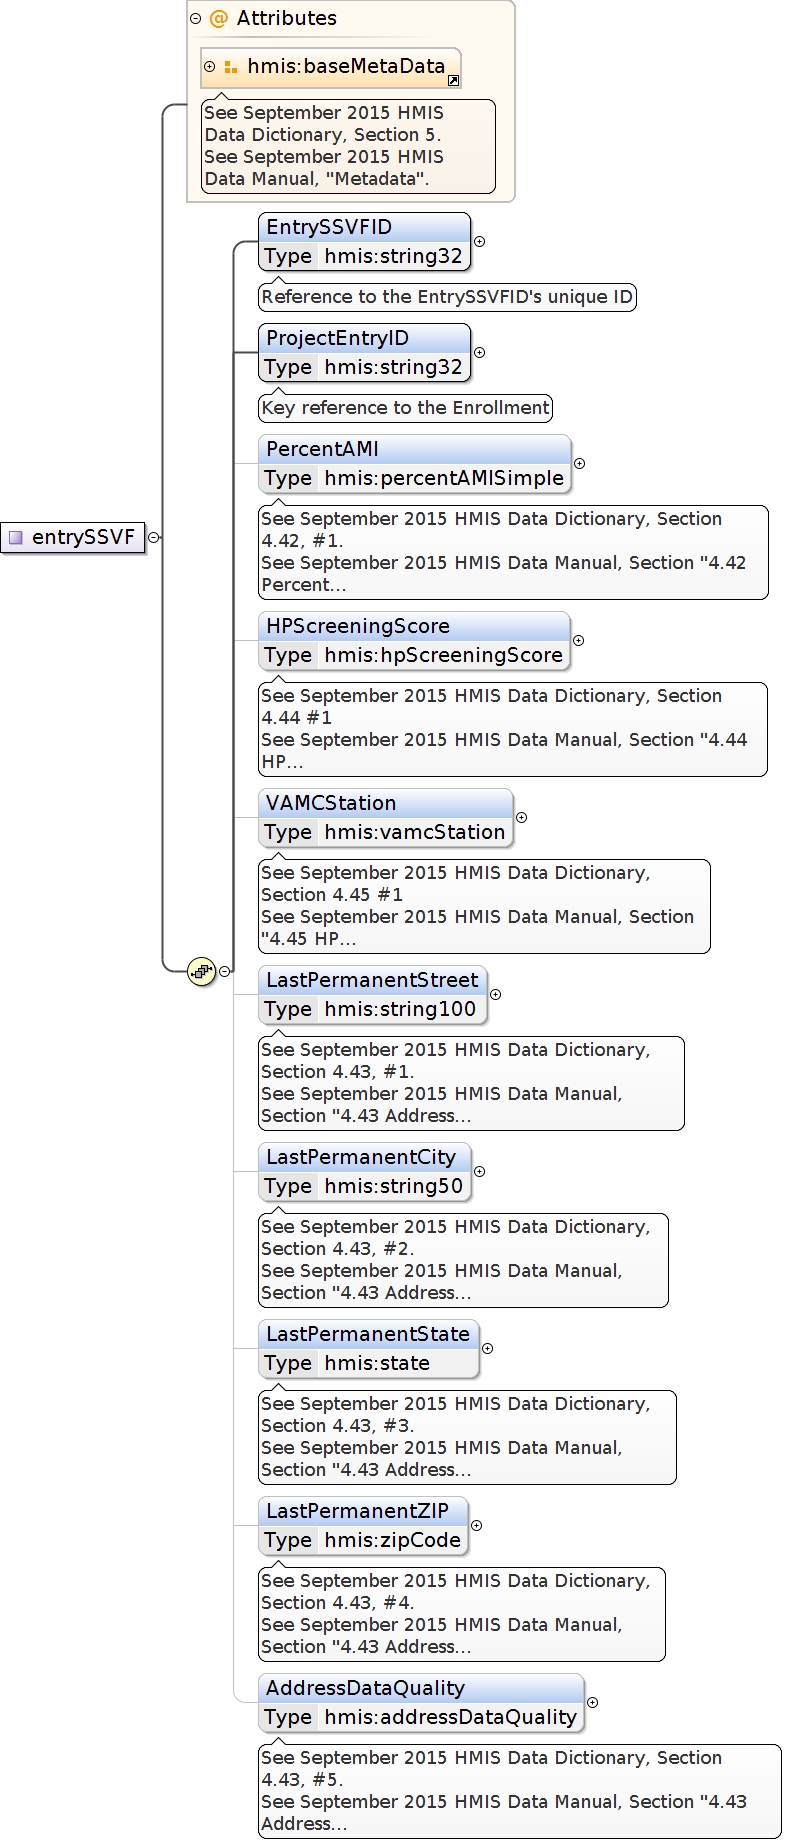 Attributes
hmis:baseMetaData
See September 2015 HMIS
Data Dictionary, Section 5.
See September 2015 HMIS
Data Manual, "Metadata".
EntrySSVFID
Type hmis:string32
Reference to the EntrySSVFID's unique ID
ProjectEntryID
Type hmis:string32
Key reference to the Enrollment
PercentAMI
Type hmis:percentAMISimple
See September 2015 HMIS Data Dictionary, Section
4.42, #1.
See September 2015 HMIS Data Manual, Section "4.42
Percent...
entrySSVF
HPScreeningScore
Type hmis:hpScreeningScore
See September 2015 HMIS Data Dictionary, Section
4.44 #1
See September 2015 HMIS Data Manual, Section "4.44
HP...
VAMCStation
Type hmis:vamcStation
See September 2015 HMIS Data Dictionary,
Section 4.45 #1
See September 2015 HMIS Data Manual, Section
"4.45 HP...
LastPermanentStreet
Type hmis:string100
See September 2015 HMIS Data Dictionary,
Section 4.43, #1.
See September 2015 HMIS Data Manual,
Section "4.43 Address...
LastPermanentCity
Type hmis:string50
See September 2015 HMIS Data Dictionary,
Section 4.43, #2.
See September 2015 HMIS Data Manual,
Section "4.43 Address...
LastPermanentState
Type hmis:state
See September 2015 HMIS Data Dictionary,
Section 4.43, #3.
See September 2015 HMIS Data Manual,
Section "4.43 Address...
LastPermanentZIP
Type hmis:zipCode
See September 2015 HMIS Data Dictionary,
Section 4.43, #4.
See September 2015 HMIS Data Manual,
Section "4.43 Address...
AddressDataQuality
Type hmis:addressDataQuality
See September 2015 HMIS Data Dictionary, Section
4.43, #5.
See September 2015 HMIS Data Manual, Section "4.43
Address...